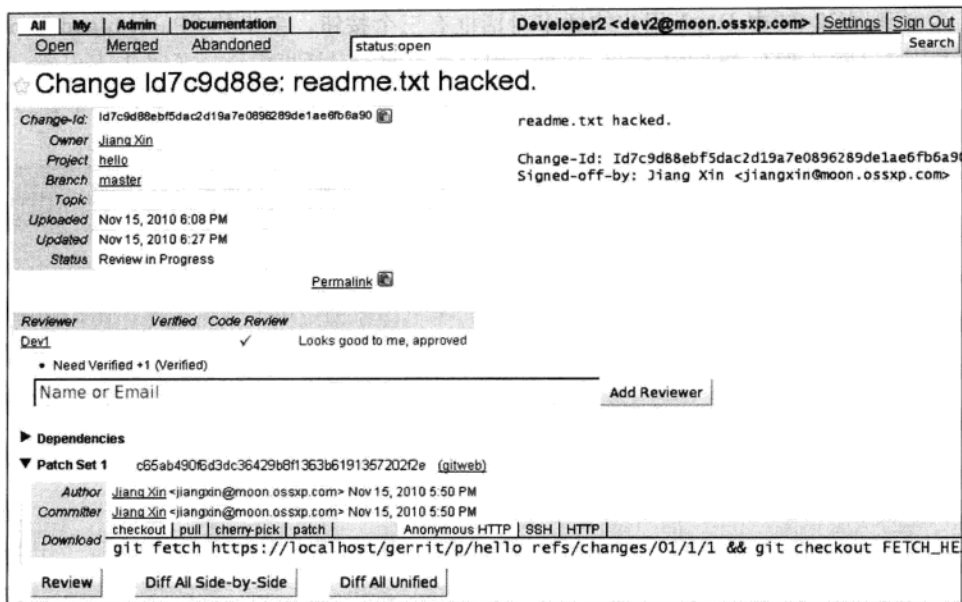 All | My | Admin | Documentation
Developer2 <dev2@moon.ossxp.com> | Settings | Sign Out
Open Merged Abandoned
status:open
Search
Change Id7c9d88e: readme.txt hacked.
Change-Id: Id7c9d88ebf5dac2d19a7e0896289de1ae6fb6a90
Owner Jiang Xin
Project hello
Branch master
Topic
Uploaded Nov 15, 2010 6:08 PM
Updated Nov 15, 2010 6:27 PM
Status Review in Progress
Permalink
readme.txt hacked.
Change-Id: Id7c9d88ebf5dac2d19a7e0896289de1ae6fb6a90
Signed-off-by: Jiang Xin <jiangxin@moon.ossxp.com>
Reviewer Verified Code Review
Dev1 ✓ Looks good to me, approved
• Need Verified +1 (Verified)
Name or Email
Add Reviewer
Dependencies
Patch Set 1 c65ab490f6d3dc36429b8f1363b6191357202f2e (gitweb)
Author Jiang Xin <jiangxin@moon.ossxp.com> Nov 15, 2010 5:50 PM
Committer Jiang Xin <jiangxin@moon.ossxp.com> Nov 15, 2010 5:50 PM
Download checkout | pull | cherry-pick | patch | Anonymous HTTP | SSH | HTTP |
git fetch https://localhost/gerrit/p/hello refs/changes/01/1/1 && git checkout FETCH_HE
Review Diff All Side-by-Side Diff All Unified